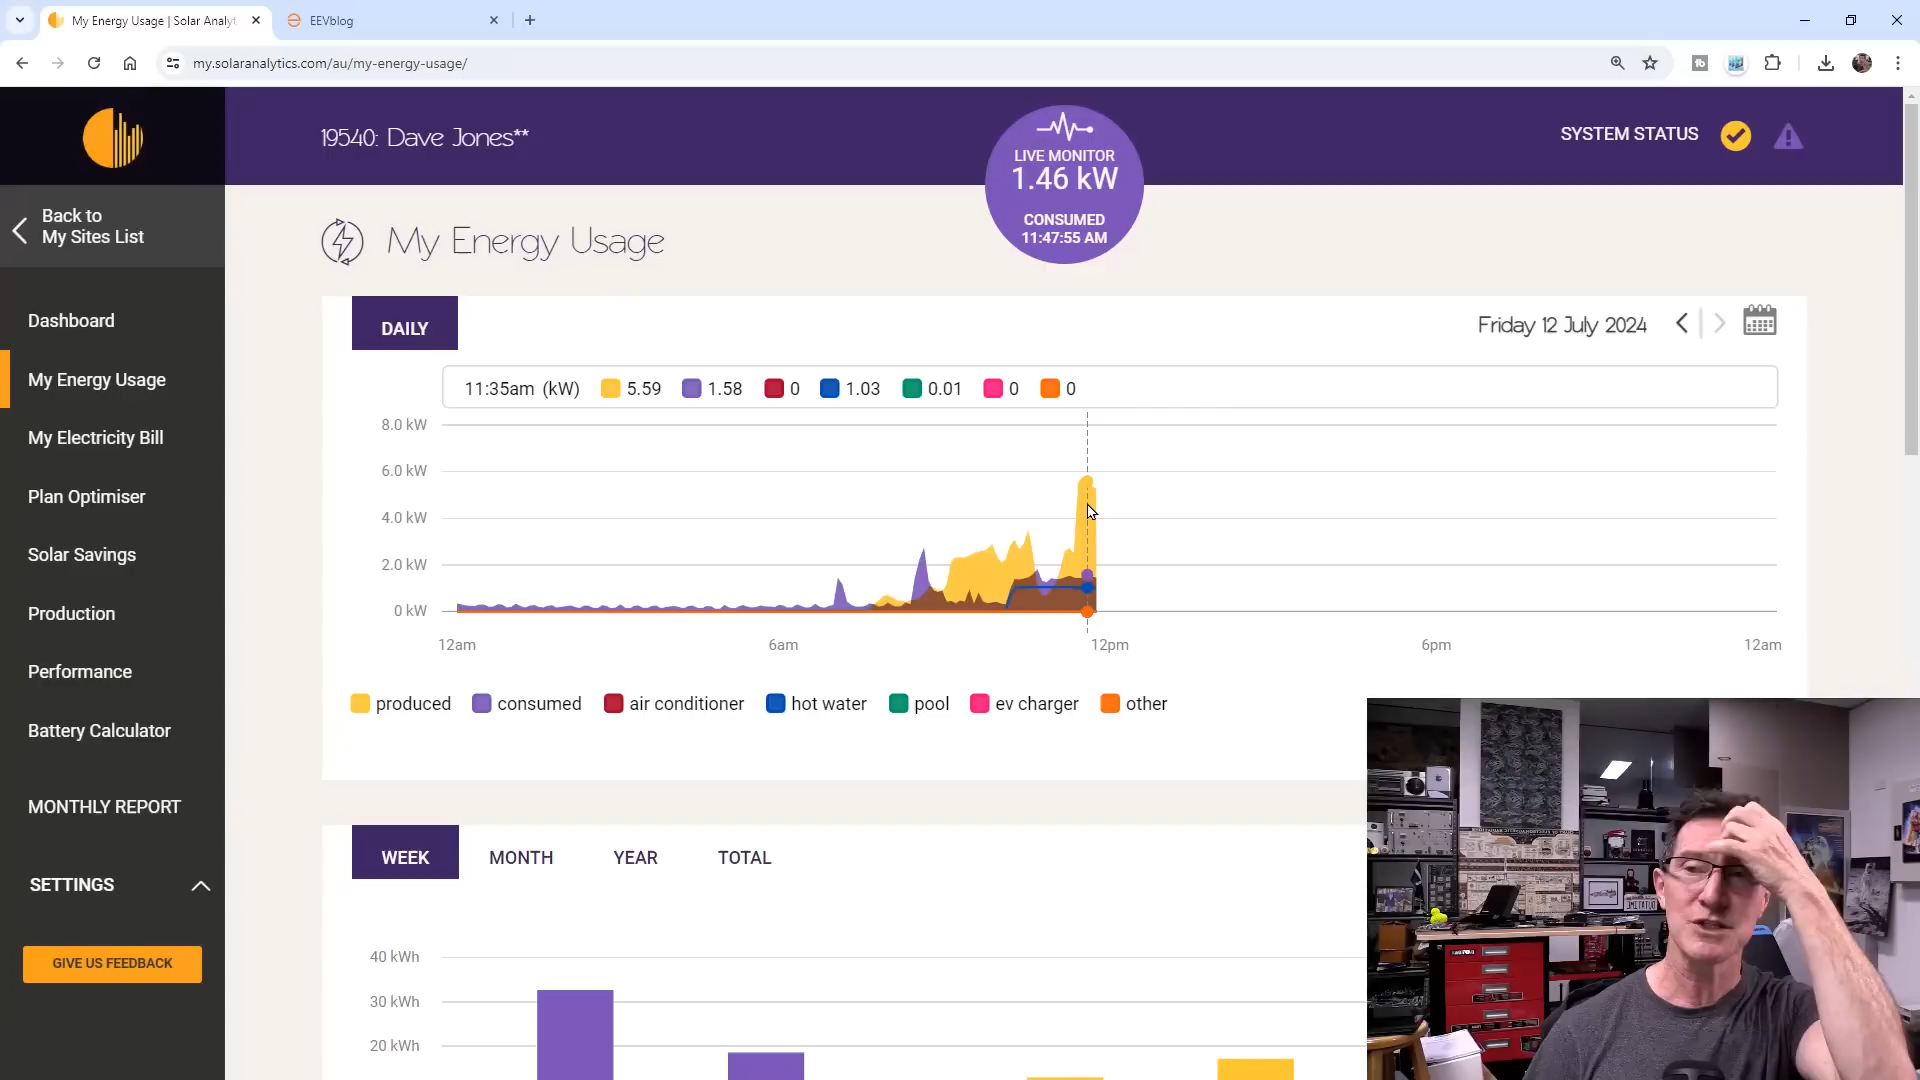 My Energy Usage | Solar Analyt
EEVblog
my.solaranalytics.com/au/my-energy-usage/
19540: Dave Jones**
LIVE MONITOR
1.46 kW
CONSUMED
11:47:55 AM
SYSTEM STATUS
Back to
My Sites List
Dashboard
My Energy Usage
My Electricity Bill
Plan Optimiser
Solar Savings
Production
Performance
Battery Calculator
MONTHLY REPORT
SETTINGS
GIVE US FEEDBACK
My Energy Usage
DAILY
Friday 12 July 2024
11:35am (kW) 5.59 1.58 0 1.03 0.01 0 0
8.0 kW
6.0 kW
4.0 kW
2.0 kW
0 kW
12am 6am 12pm 6pm 12am
produced consumed air conditioner hot water pool ev charger other
WEEK MONTH YEAR TOTAL
40 kWh
30 kWh
20 kWh